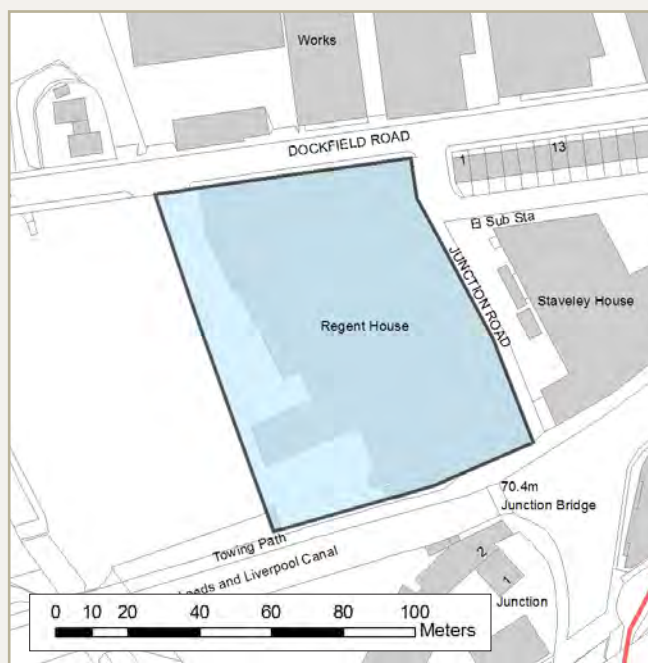 Works
DOCKFIELD ROAD
1
13
El Sub Sta
JUNCTION ROAD
Staveley House
Regent House
70.4m
Junction Bridge
Towing Path
Leeds and Liverpool Canal
2
1
Junction
0 10 20 40 60 80 100
Meters